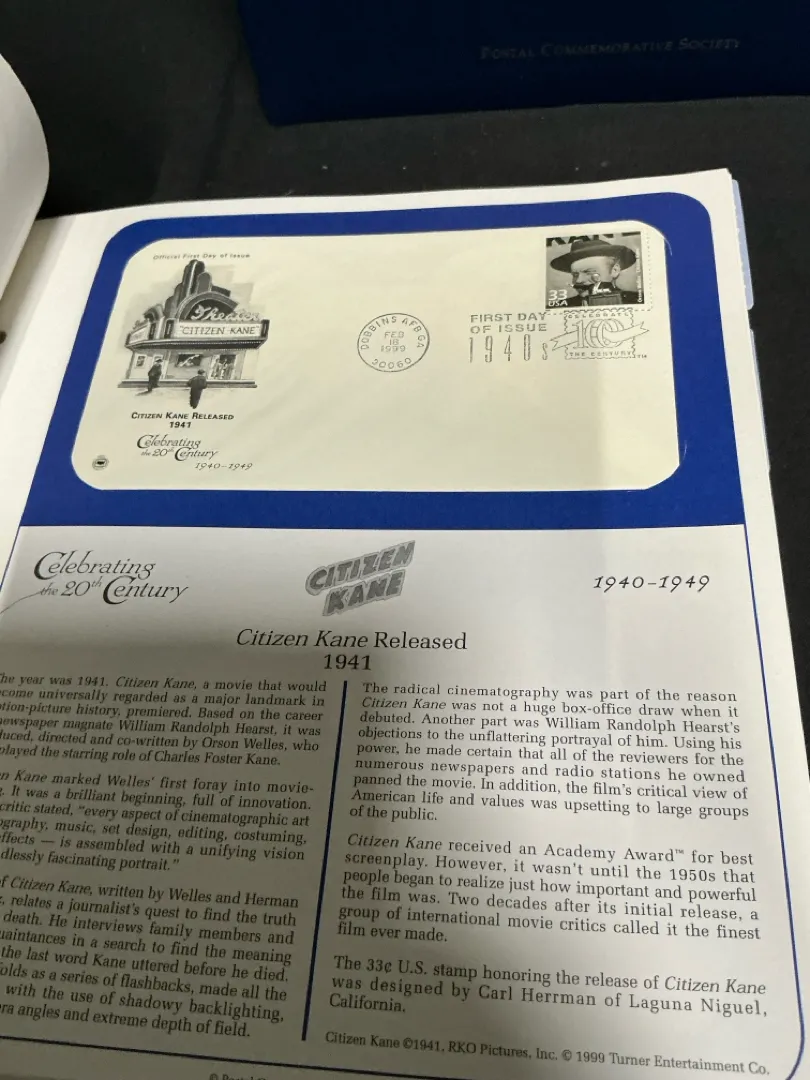 POSTAL COMMEMORATIVE SOCIETY
Official First Day of Issue
Theater
"CITIZEN KANE"
CITIZEN KANE RELEASED
1941
Celebrating
the 20th Century
1940–1949
DOBBINS AFB GA
FEB
18
1999
30060
FIRST DAY
OF ISSUE
1940s
KANE
33
USA
CELEBRATE
100
THE CENTURY
TM
Celebrating
the 20th Century
CITIZEN
KANE
1940–1949
Citizen Kane Released
1941
he year was 1941. Citizen Kane, a movie that would
come universally regarded as a major landmark in
tion-picture history, premiered. Based on the career
ewspaper magnate William Randolph Hearst, it was
duced, directed and co-written by Orson Welles, who
played the starring role of Charles Foster Kane.
n Kane marked Welles' first foray into movie-
g. It was a brilliant beginning, full of innovation.
critic stated, "every aspect of cinematographic art
ography, music, set design, editing, costuming,
ffects — is assembled with a unifying vision
dlessly fascinating portrait."
of Citizen Kane, written by Welles and Herman
, relates a journalist's quest to find the truth
death. He interviews family members and
uaintances in a search to find the meaning
the last word Kane uttered before he died.
olds as a series of flashbacks, made all the
with the use of shadowy backlighting,
ra angles and extreme depth of field.
The radical cinematography was part of the reason
Citizen Kane was not a huge box-office draw when it
debuted. Another part was William Randolph Hearst's
objections to the unflattering portrayal of him. Using his
power, he made certain that all of the reviewers for the
numerous newspapers and radio stations he owned
panned the movie. In addition, the film's critical view of
American life and values was upsetting to large groups
of the public.
Citizen Kane received an Academy Award™ for best
screenplay. However, it wasn't until the 1950s that
people began to realize just how important and powerful
the film was. Two decades after its initial release, a
group of international movie critics called it the finest
film ever made.
The 33¢ U.S. stamp honoring the release of Citizen Kane
was designed by Carl Herrman of Laguna Niguel,
California.
Citizen Kane ©1941, RKO Pictures, Inc. © 1999 Turner Entertainment Co.